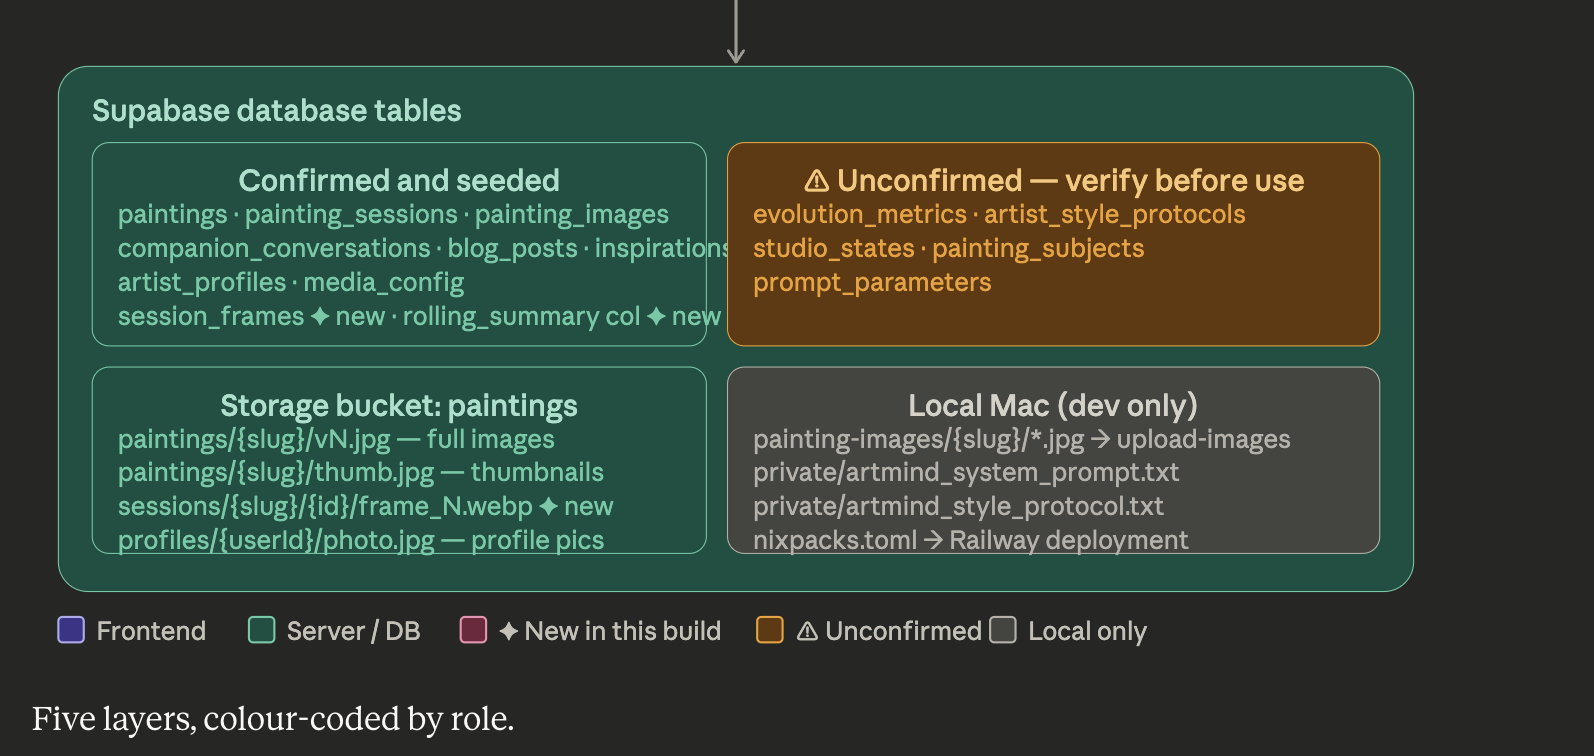 Supabase database tables
Confirmed and seeded
paintings · painting_sessions · painting_images
companion_conversations · blog_posts · inspirations
artist_profiles · media_config
session_frames ✦ new · rolling_summary col ✦ new
⚠ Unconfirmed — verify before use
evolution_metrics · artist_style_protocols
studio_states · painting_subjects
prompt_parameters
Storage bucket: paintings
paintings/{slug}/vN.jpg — full images
paintings/{slug}/thumb.jpg — thumbnails
sessions/{slug}/{id}/frame_N.webp ✦ new
profiles/{userId}/photo.jpg — profile pics
Local Mac (dev only)
painting-images/{slug}/*.jpg → upload-images
private/artmind_system_prompt.txt
private/artmind_style_protocol.txt
nixpacks.toml → Railway deployment
Frontend
Server / DB
✦ New in this build
⚠ Unconfirmed
Local only
Five layers, colour-coded by role.